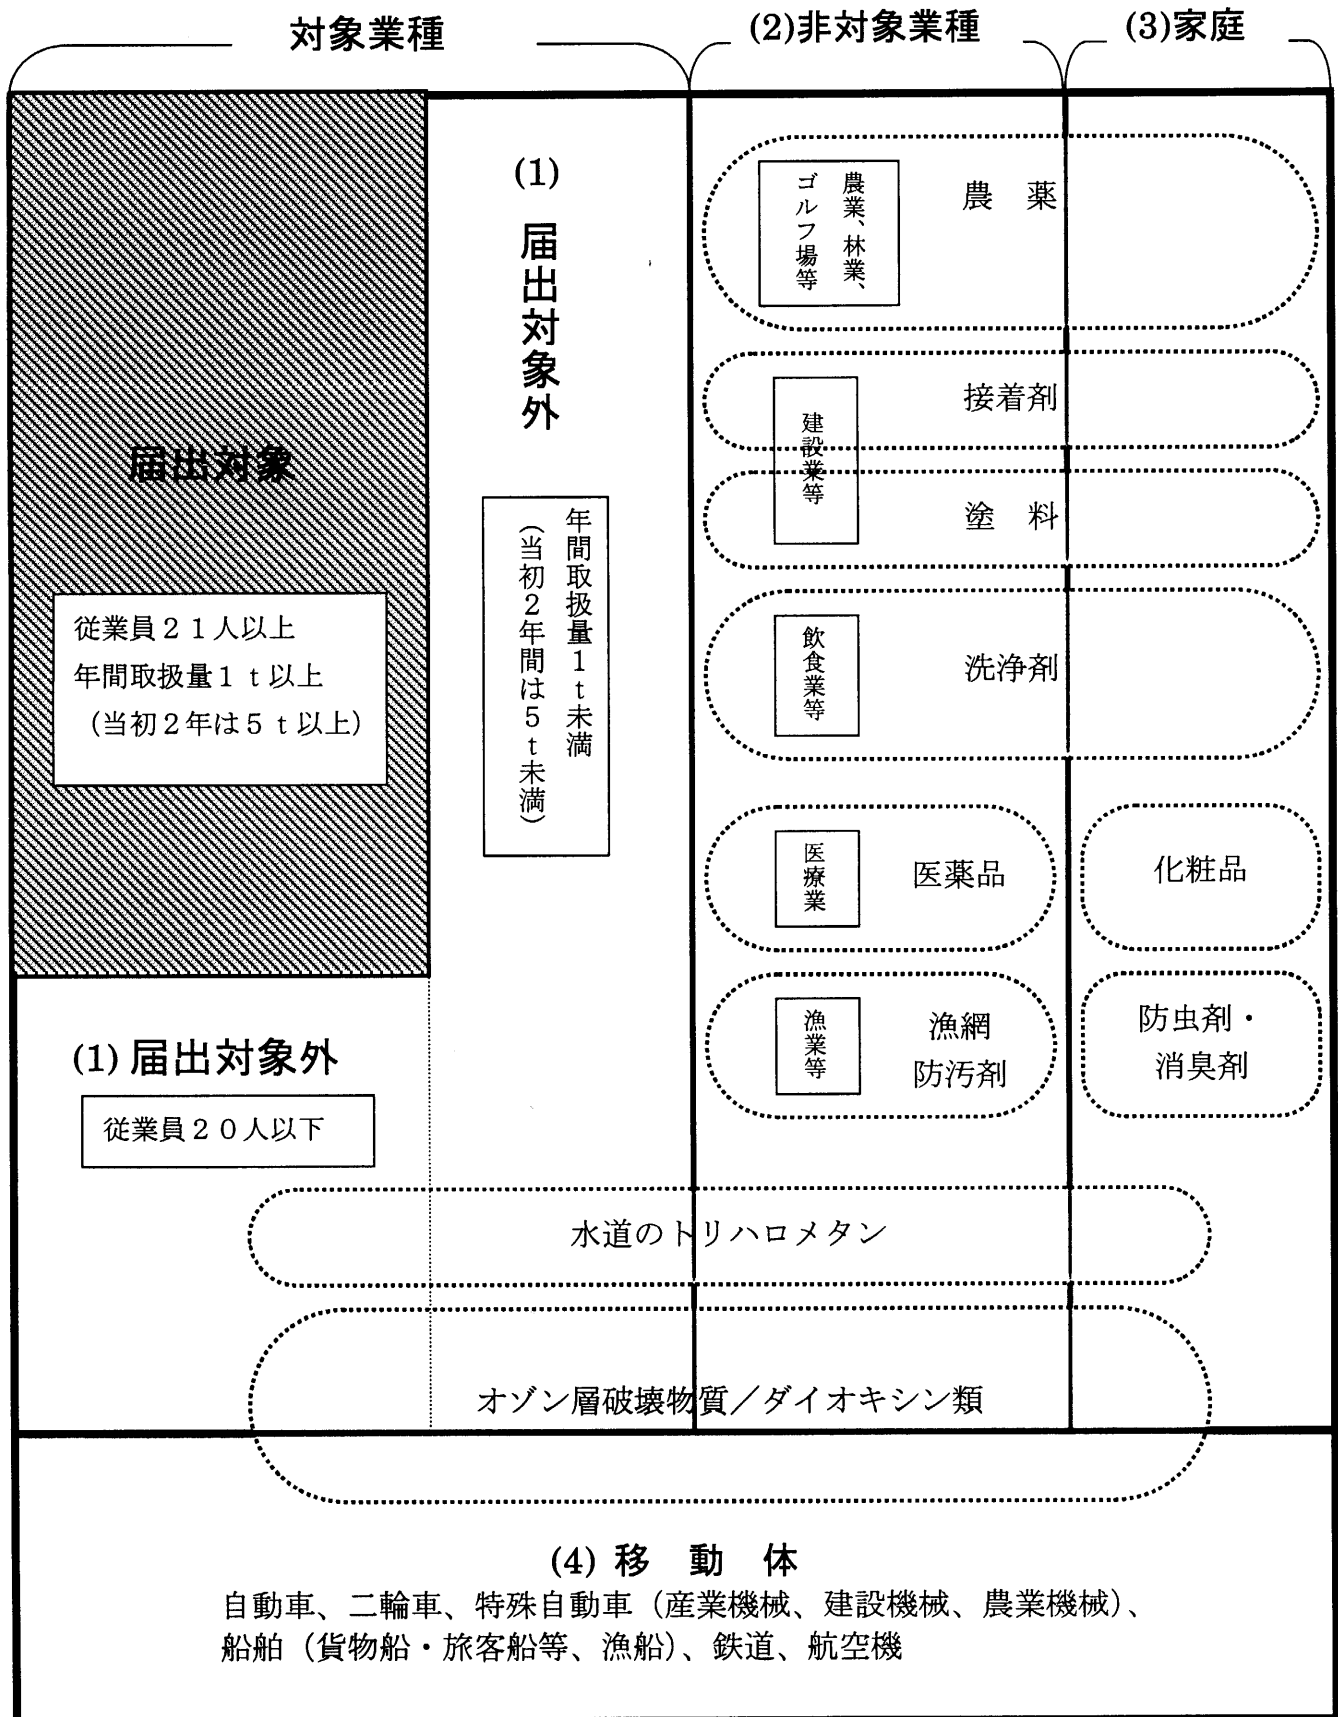 対象業種
(2)非対象業種
(3)家庭
届出対象
従業員２１人以上
年間取扱量１ｔ以上
（当初２年は５ｔ以上）
(1)
届出対象外
年間取扱量１ｔ未満
（当初２年間は５ｔ未満）
農業、林業、
ゴルフ場等
農　薬
建設業等
接着剤
塗　料
飲食業等
洗浄剤
医療業
医薬品
化粧品
漁業等
漁網
防汚剤
防虫剤・
消臭剤
(1) 届出対象外
従業員２０人以下
水道のトリハロメタン
オゾン層破壊物質／ダイオキシン類
(4) 移　動　体
自動車、二輪車、特殊自動車（産業機械、建設機械、農業機械）、
船舶（貨物船・旅客船等、漁船）、鉄道、航空機